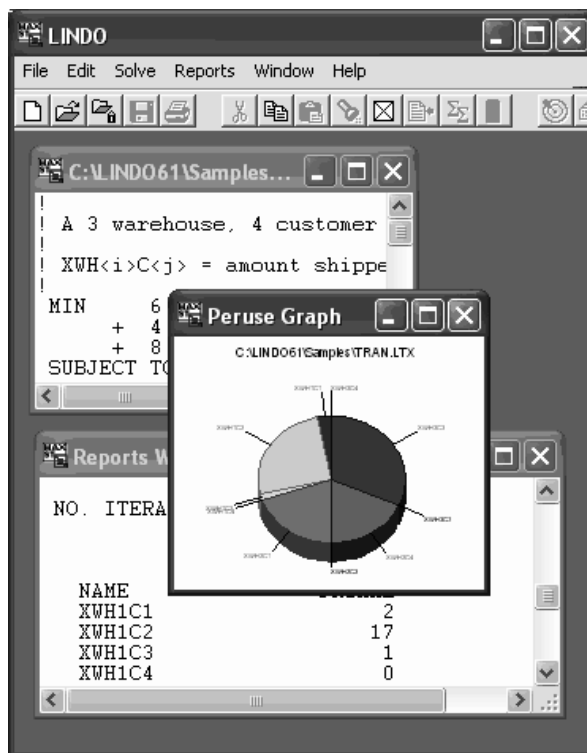 LINDO
File Edit Solve Reports Window Help
C:\LINDO61\Samples...
!
! A 3 warehouse, 4 customer
!
! XWH<i>C<j> = amount shippe
!
MIN 6
+ 4
+ 8
SUBJECT TO
Peruse Graph
C:\LINDO61\Samples\TRAN.LTX
Reports W
NO. ITERA
NAME
XWH1C1 2
XWH1C2 17
XWH1C3 1
XWH1C4 0